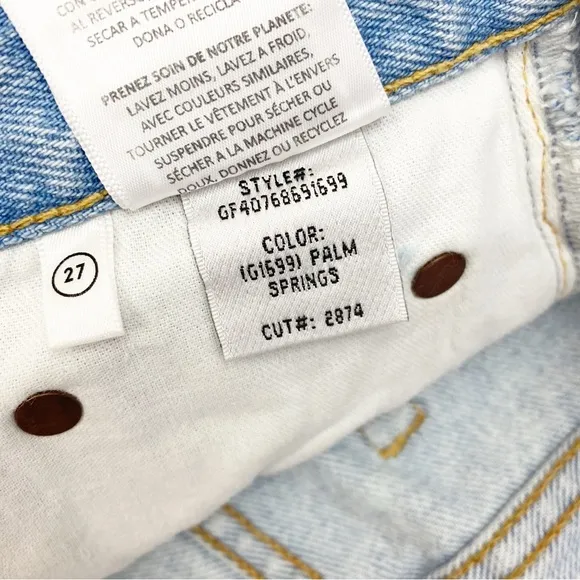 AL REVERSO
SECAR A TEMPER
DONA O RECICLA
PRENEZ SOIN DE NOTRE PLANETE:
LAVEZ MOINS, LAVEZ A FROID,
AVEC COULEURS SIMILAIRES,
TOURNER LE VÊTEMENT À L'ENVERS
SUSPENDRE POUR SÉCHER OU
SÉCHER A LA MACHINE CYCLE
DOUX, DONNEZ OU RECYCLEZ
STYLE#:
GF40768691699
COLOR:
(G1699) PALM
SPRINGS
CUT#: 2874
27